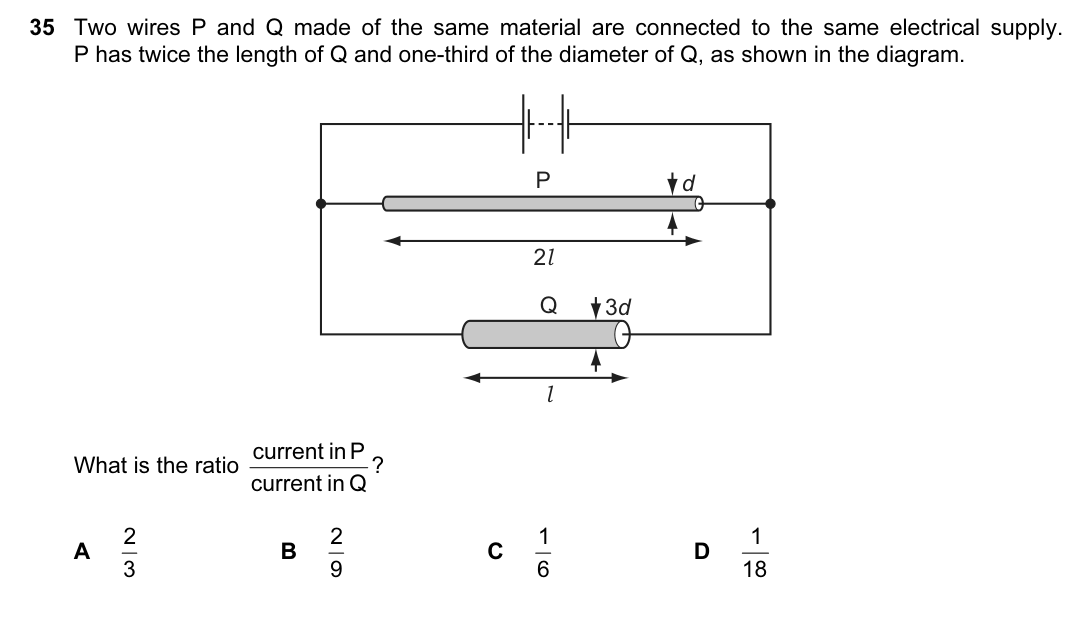 35 Two wires P and Q made of the same material are connected to the same electrical supply.
P has twice the length of Q and one-third of the diameter of Q, as shown in the diagram.
P
d
2l
Q
3d
l
What is the ratio current in P / current in Q ?
A 2/3 B 2/9 C 1/6 D 1/18